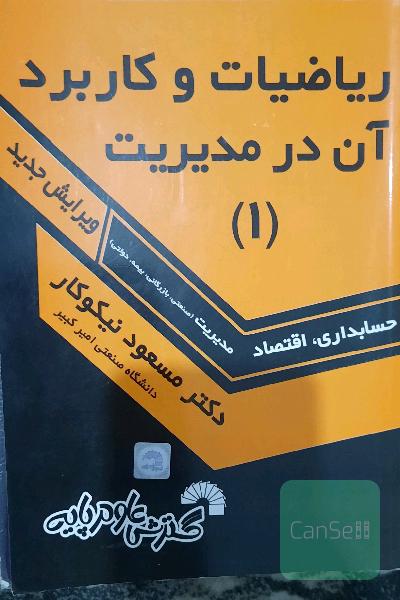 ریاضیات و کاربرد
آن در مدیریت
(۱)
ویرایش جدید
حسابداری، اقتصاد
مدیریت (صنعتی، بازرگانی، بیمه، دولتی)
دکتر مسعود نیکوکار
دانشگاه صنعتی امیر کبیر
گسترش علوم پایه
CanSell